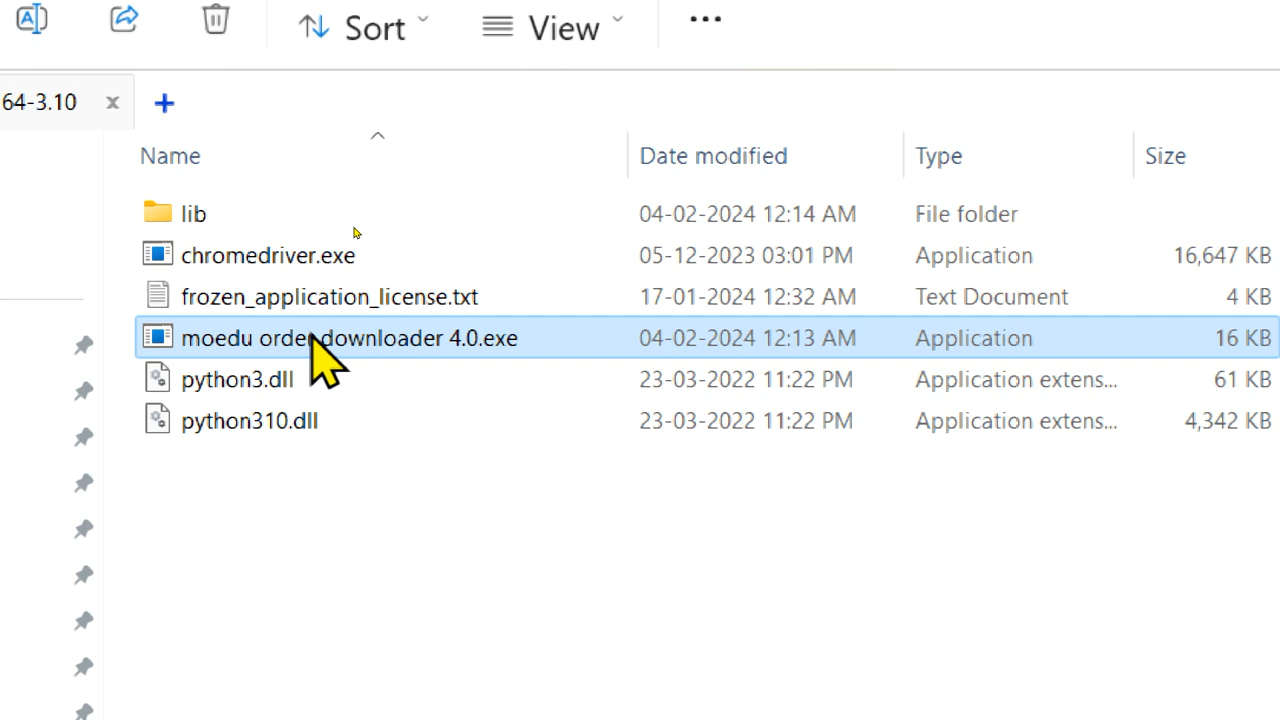 Sort
View
64-3.10
Name Date modified Type Size
lib 04-02-2024 12:14 AM File folder
chromedriver.exe 05-12-2023 03:01 PM Application 16,647 KB
frozen_application_license.txt 17-01-2024 12:32 AM Text Document 4 KB
moedu order downloader 4.0.exe 04-02-2024 12:13 AM Application 16 KB
python3.dll 23-03-2022 11:22 PM Application extens... 61 KB
python310.dll 23-03-2022 11:22 PM Application extens... 4,342 KB